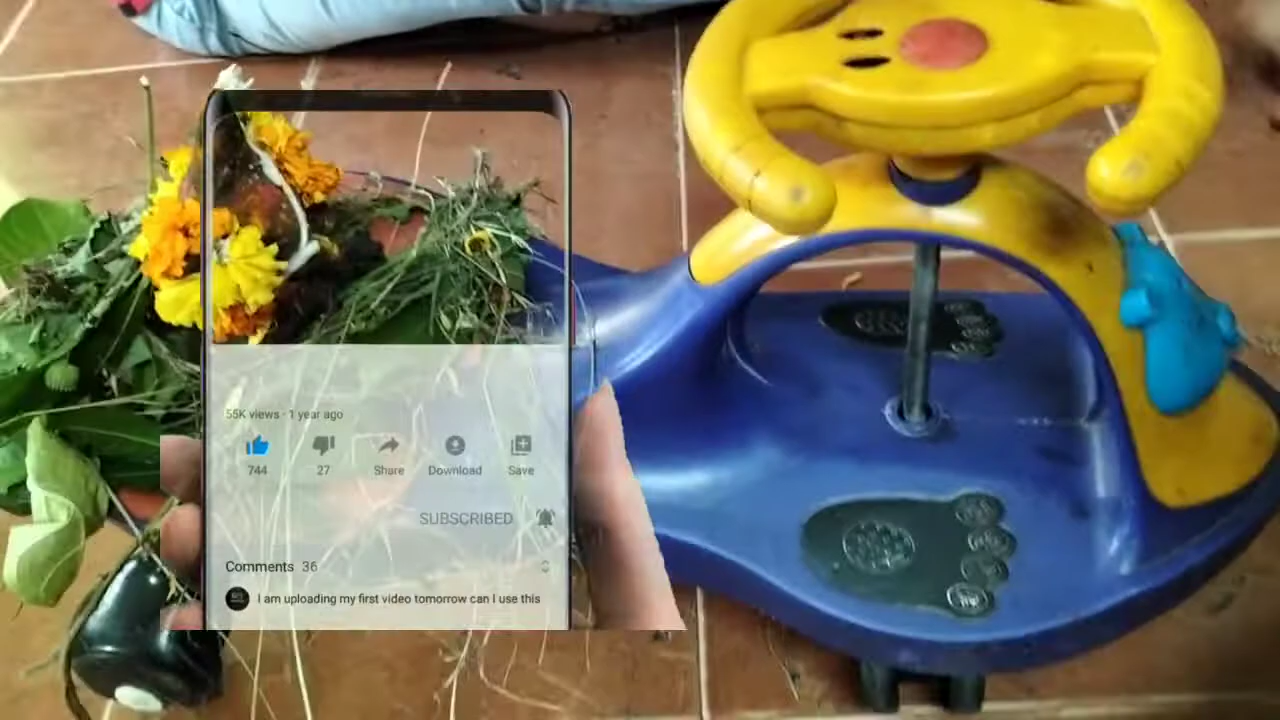 55K views · 1 year ago
744 27 Share Download Save
SUBSCRIBED
Comments 36
I am uploading my first video tomorrow can I use this